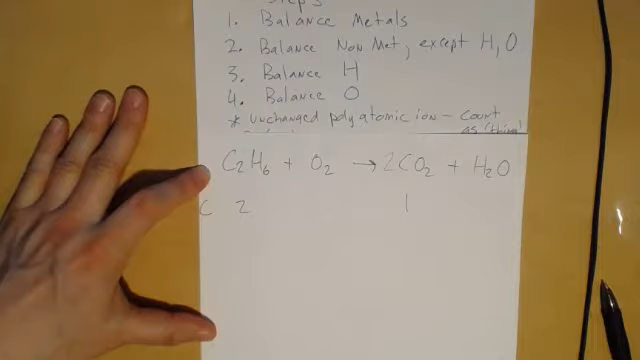 Steps
1. Balance Metals
2. Balance Non Met, except H, O
3. Balance H
4. Balance O
* unchanged polyatomic ion – count as 'thing'
C₂H₆ + O₂ → 2CO₂ + H₂O
C 2 1